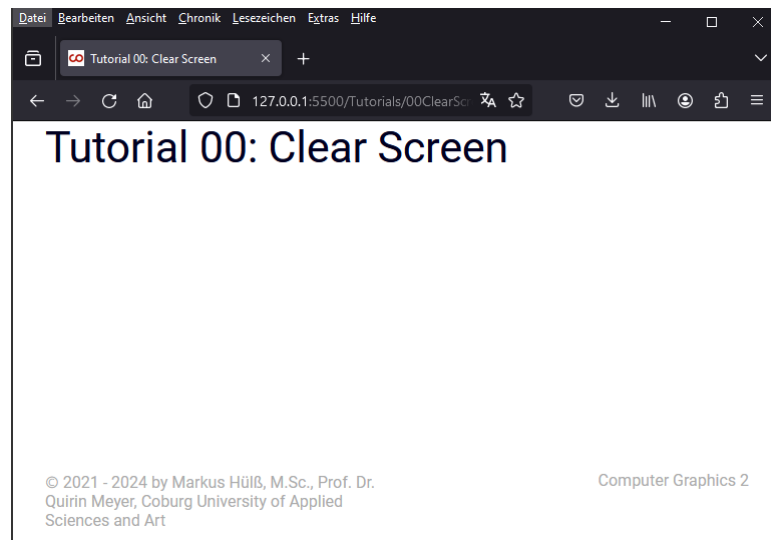 Datei Bearbeiten Ansicht Chronik Lesezeichen Extras Hilfe
Tutorial 00: Clear Screen
127.0.0.1:5500/Tutorials/00ClearScr
Tutorial 00: Clear Screen
© 2021 - 2024 by Markus Hülß, M.Sc., Prof. Dr.
Quirin Meyer, Coburg University of Applied
Sciences and Art
Computer Graphics 2